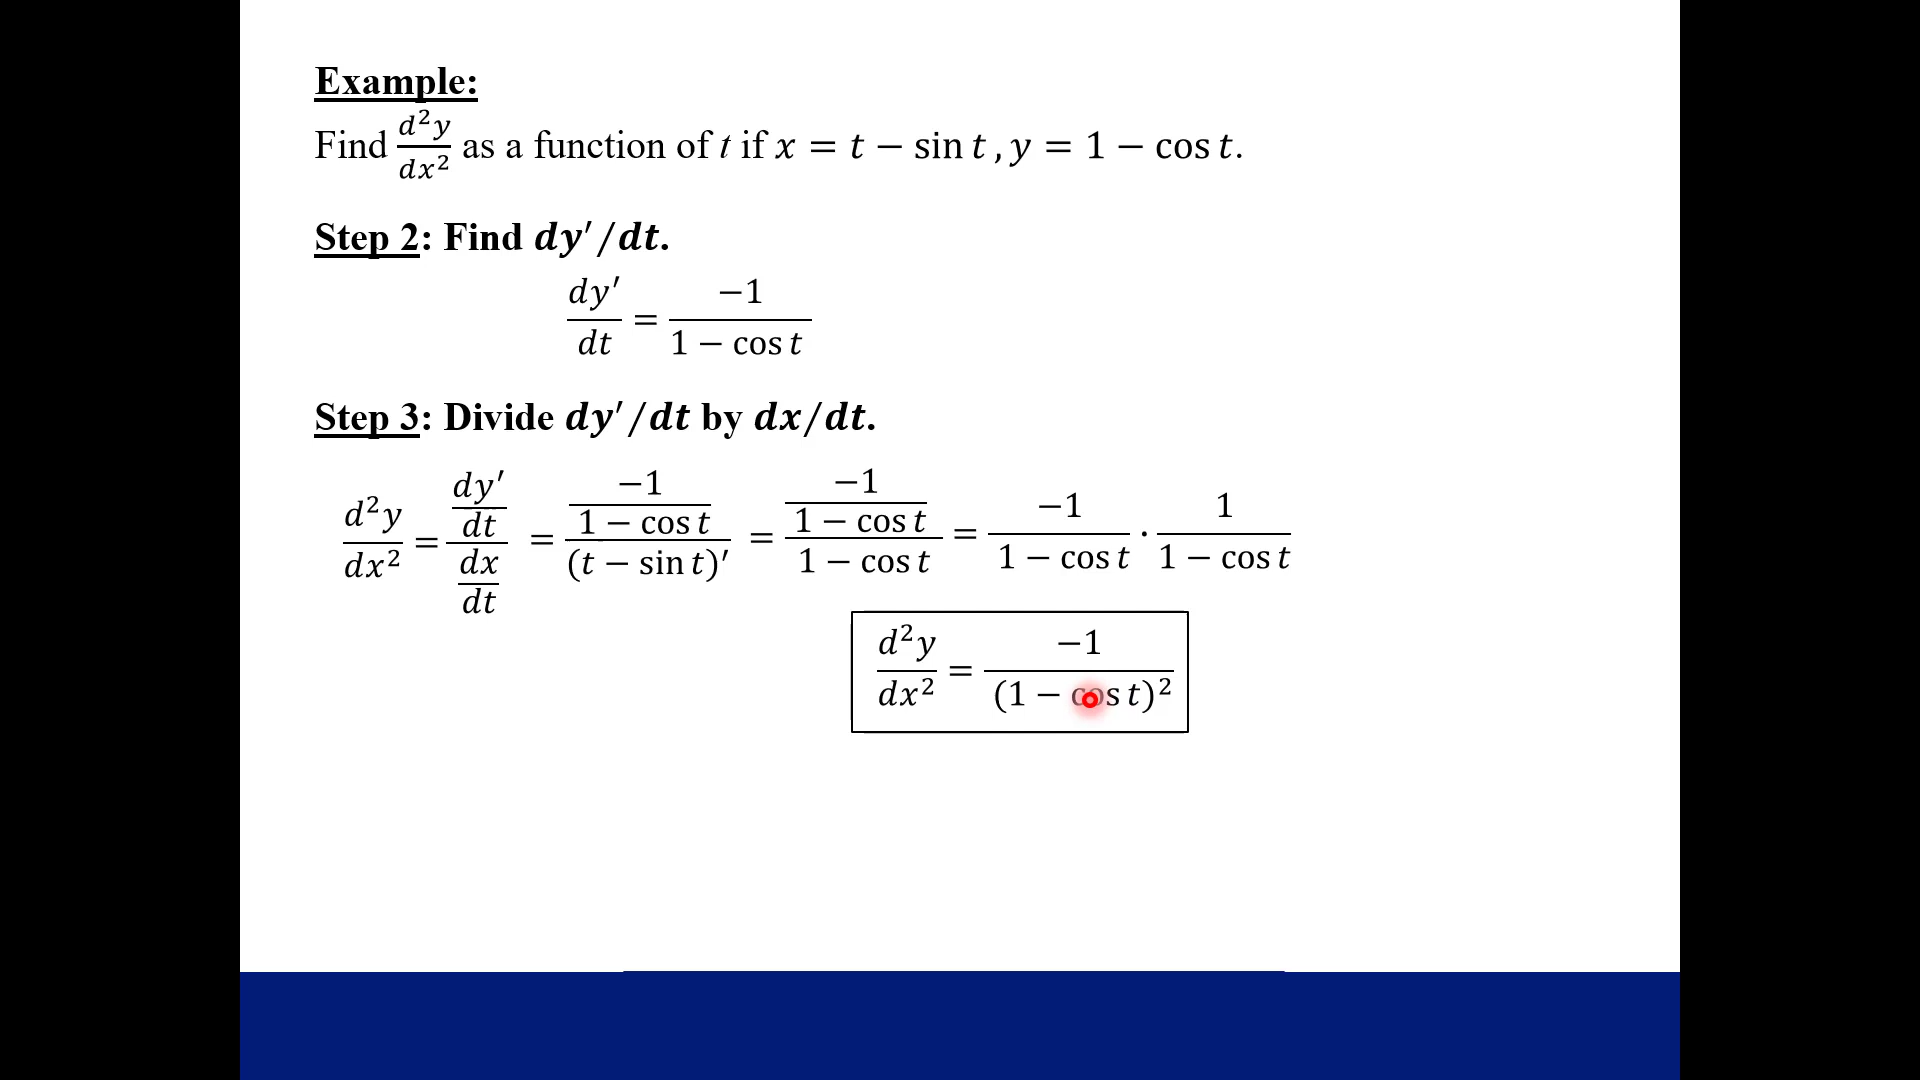 Example:
Find d²y/dx² as a function of t if x = t − sin t , y = 1 − cos t.
Step 2: Find dy′/dt.
dy′/dt = −1/(1 − cos t)
Step 3: Divide dy′/dt by dx/dt.
d²y/dx² = (dy′/dt)/(dx/dt) = (−1/(1 − cos t))/(t − sin t)′ = (−1/(1 − cos t))/(1 − cos t) = −1/(1 − cos t) · 1/(1 − cos t)
d²y/dx² = −1/(1 − cos t)²